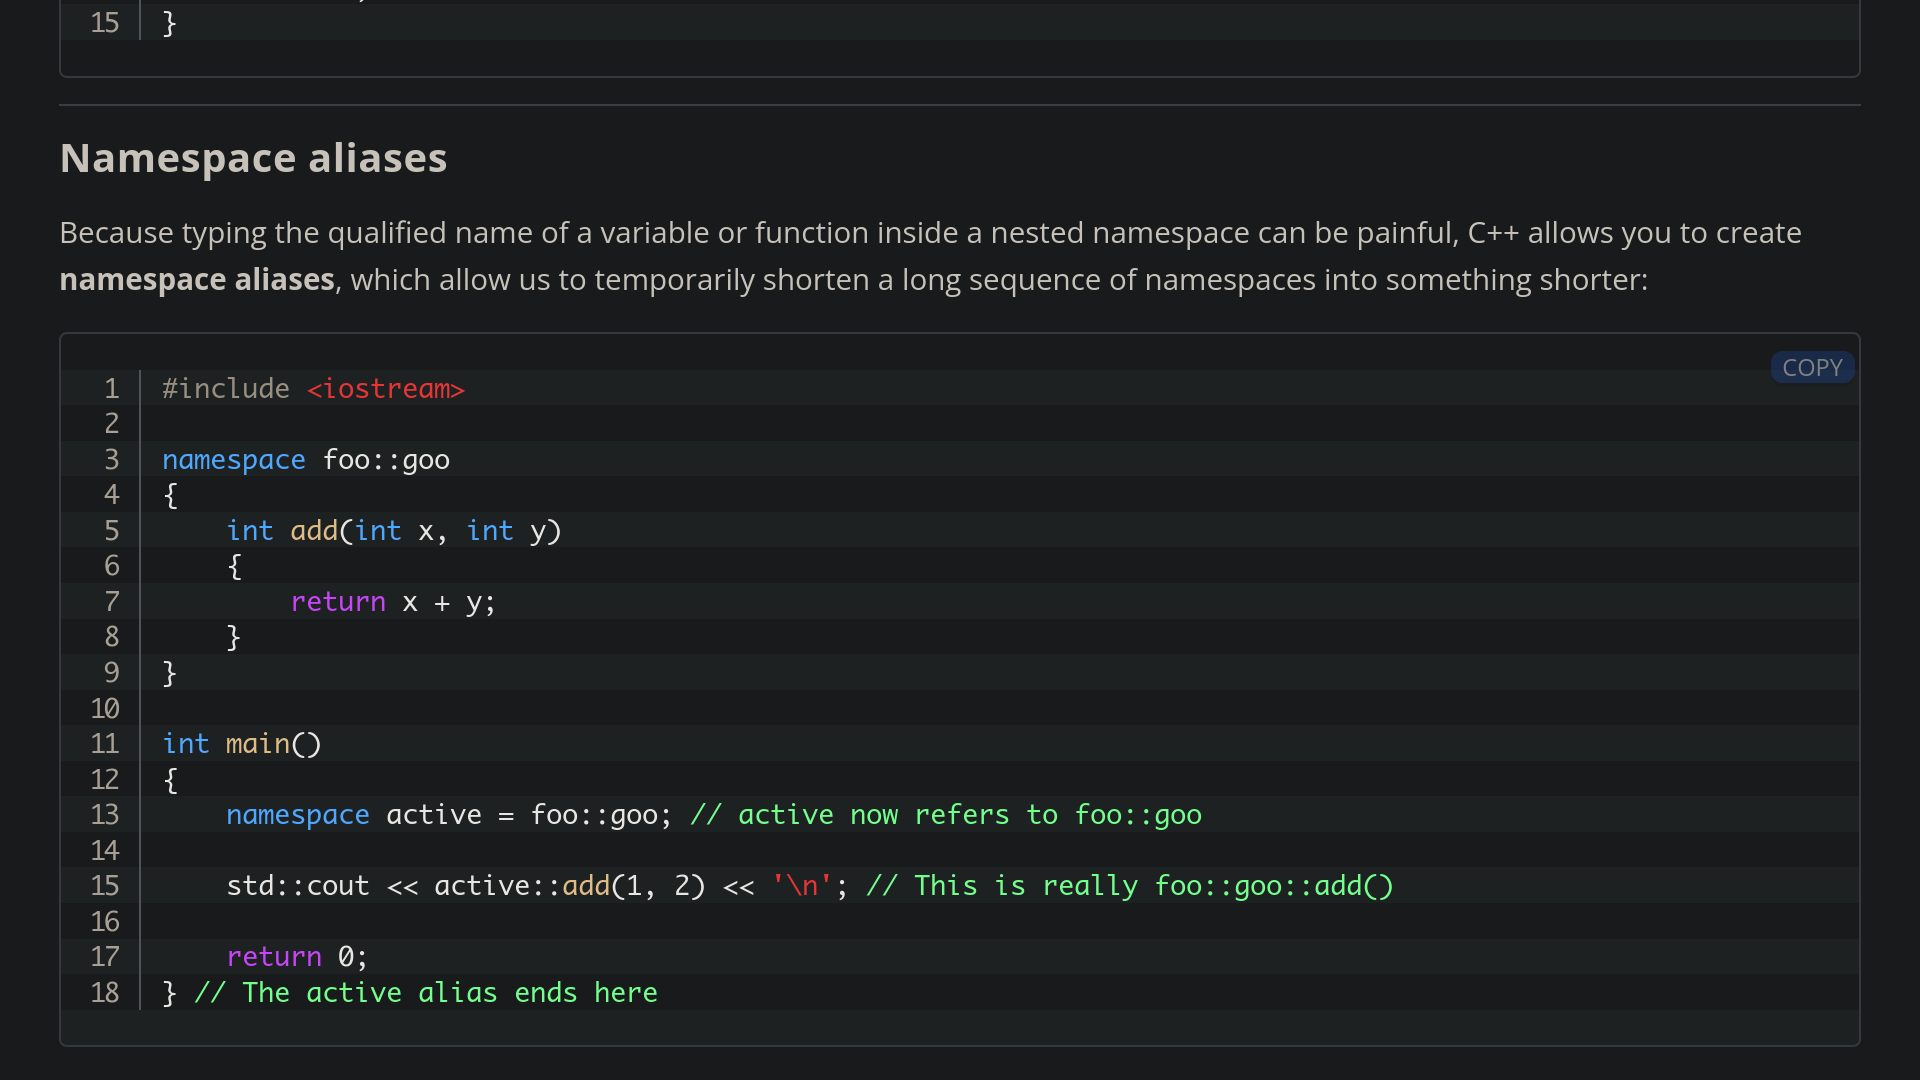 15 }
Namespace aliases
Because typing the qualified name of a variable or function inside a nested namespace can be painful, C++ allows you to create
namespace aliases, which allow us to temporarily shorten a long sequence of namespaces into something shorter:
COPY
1 #include <iostream>
2
3 namespace foo::goo
4 {
5     int add(int x, int y)
6     {
7         return x + y;
8     }
9 }
10
11 int main()
12 {
13     namespace active = foo::goo; // active now refers to foo::goo
14
15     std::cout << active::add(1, 2) << '\n'; // This is really foo::goo::add()
16
17     return 0;
18 } // The active alias ends here